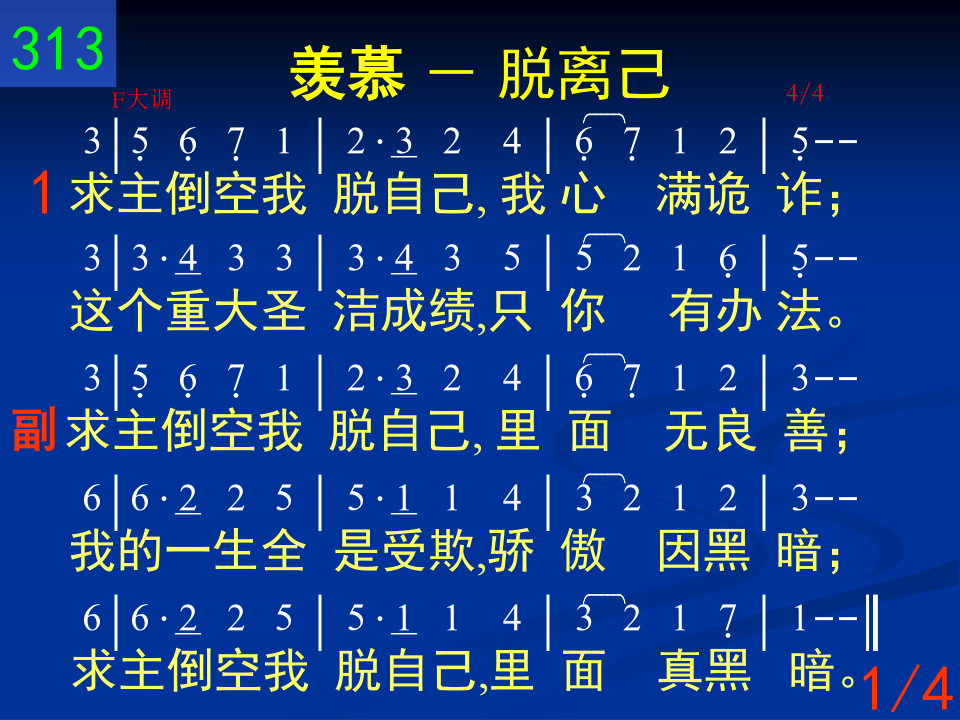 313
羡慕 － 脱离己
F大调 4/4
3|5̣ 6̣ 7̣ 1|2·3̲ 2 4|6̣ 7̣ 1 2|5̣--
1 求主倒空我 脱自己, 我 心 满诡 诈；
3|3·4̲ 3 3|3·4̲ 3 5|5 2 1 6̣|5̣--
这个重大圣 洁成绩,只 你 有办 法。
3|5̣ 6̣ 7̣ 1|2·3̲ 2 4|6̣ 7̣ 1 2|3--
副 求主倒空我 脱自己, 里 面 无良 善；
6|6·2̲ 2 5|5·1̲ 1 4|3 2 1 2|3--
我的一生全 是受欺,骄 傲 因黑 暗；
6|6·2̲ 2 5|5·1̲ 1 4|3 2 1 7̣|1--‖
求主倒空我 脱自己,里 面 真黑 暗。
1/4